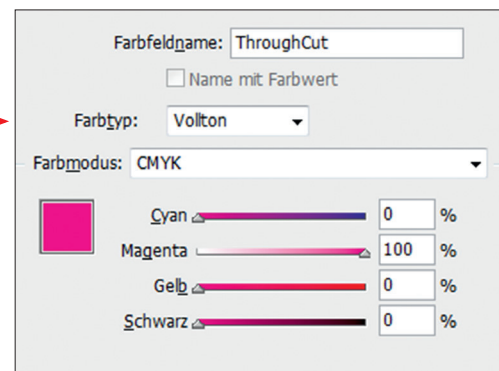 Farbfeldname: ThroughCut
Name mit Farbwert
Farbtyp: Vollton
Farbmodus: CMYK
Cyan 0 %
Magenta 100 %
Gelb 0 %
Schwarz 0 %